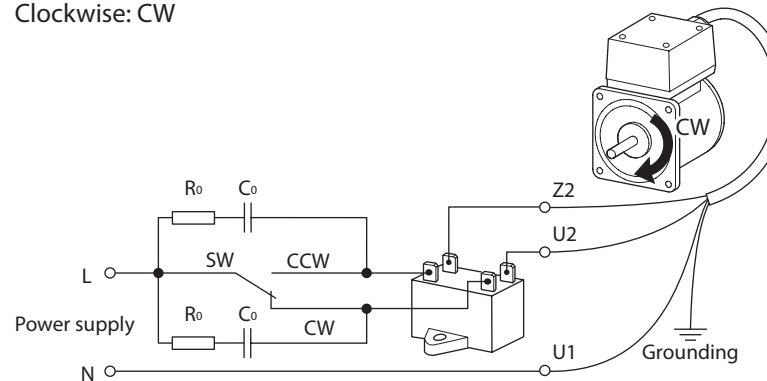 Clockwise: CW
CW
R₀ C₀
Z2
U2
SW CCW
L
R₀ C₀
Power supply
CW
U1
Grounding
N